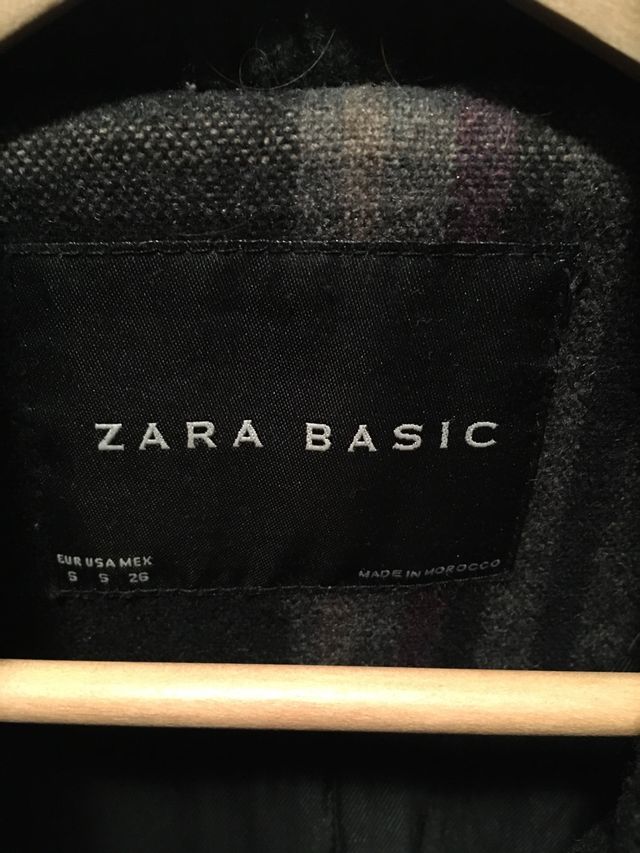 ZARA BASIC
EUR USA MEX
S S 26
MADE IN MOROCCO